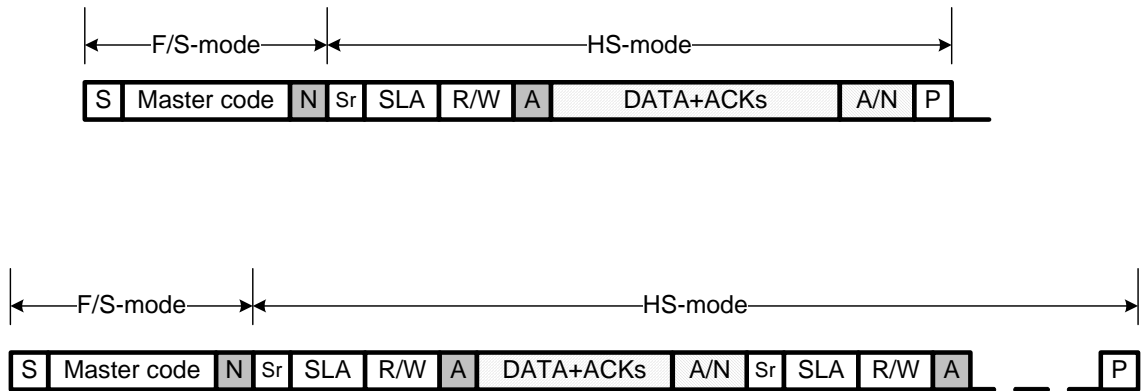 F/S-mode HS-mode
S Master code N Sr SLA R/W A DATA+ACKs A/N P
F/S-mode HS-mode
S Master code N Sr SLA R/W A DATA+ACKs A/N Sr SLA R/W A P